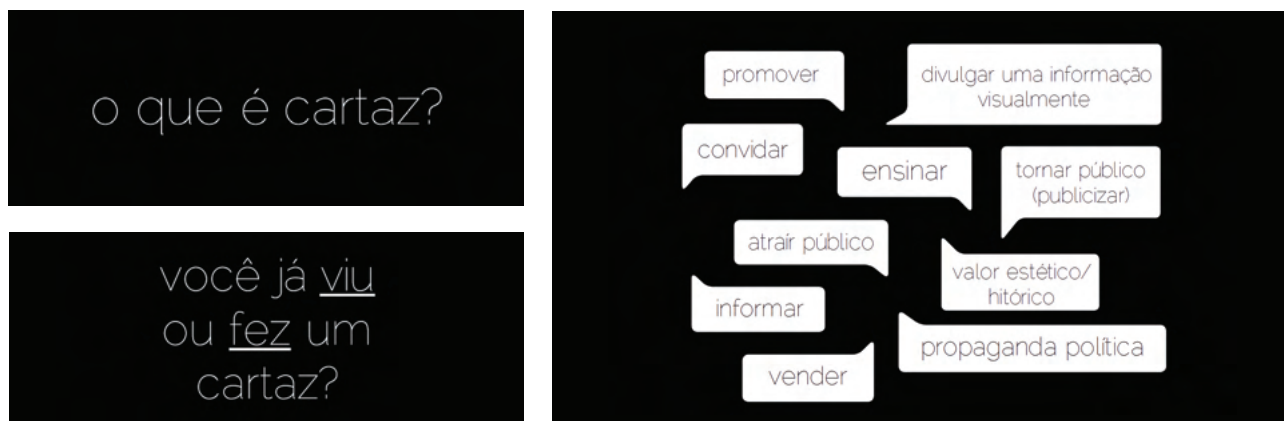 o que é cartaz?
você já viu
ou fez um
cartaz?
promover
divulgar uma informação
visualmente
convidar
ensinar
tornar público
(publicizar)
atraír público
valor estético/
hitórico
informar
propaganda política
vender